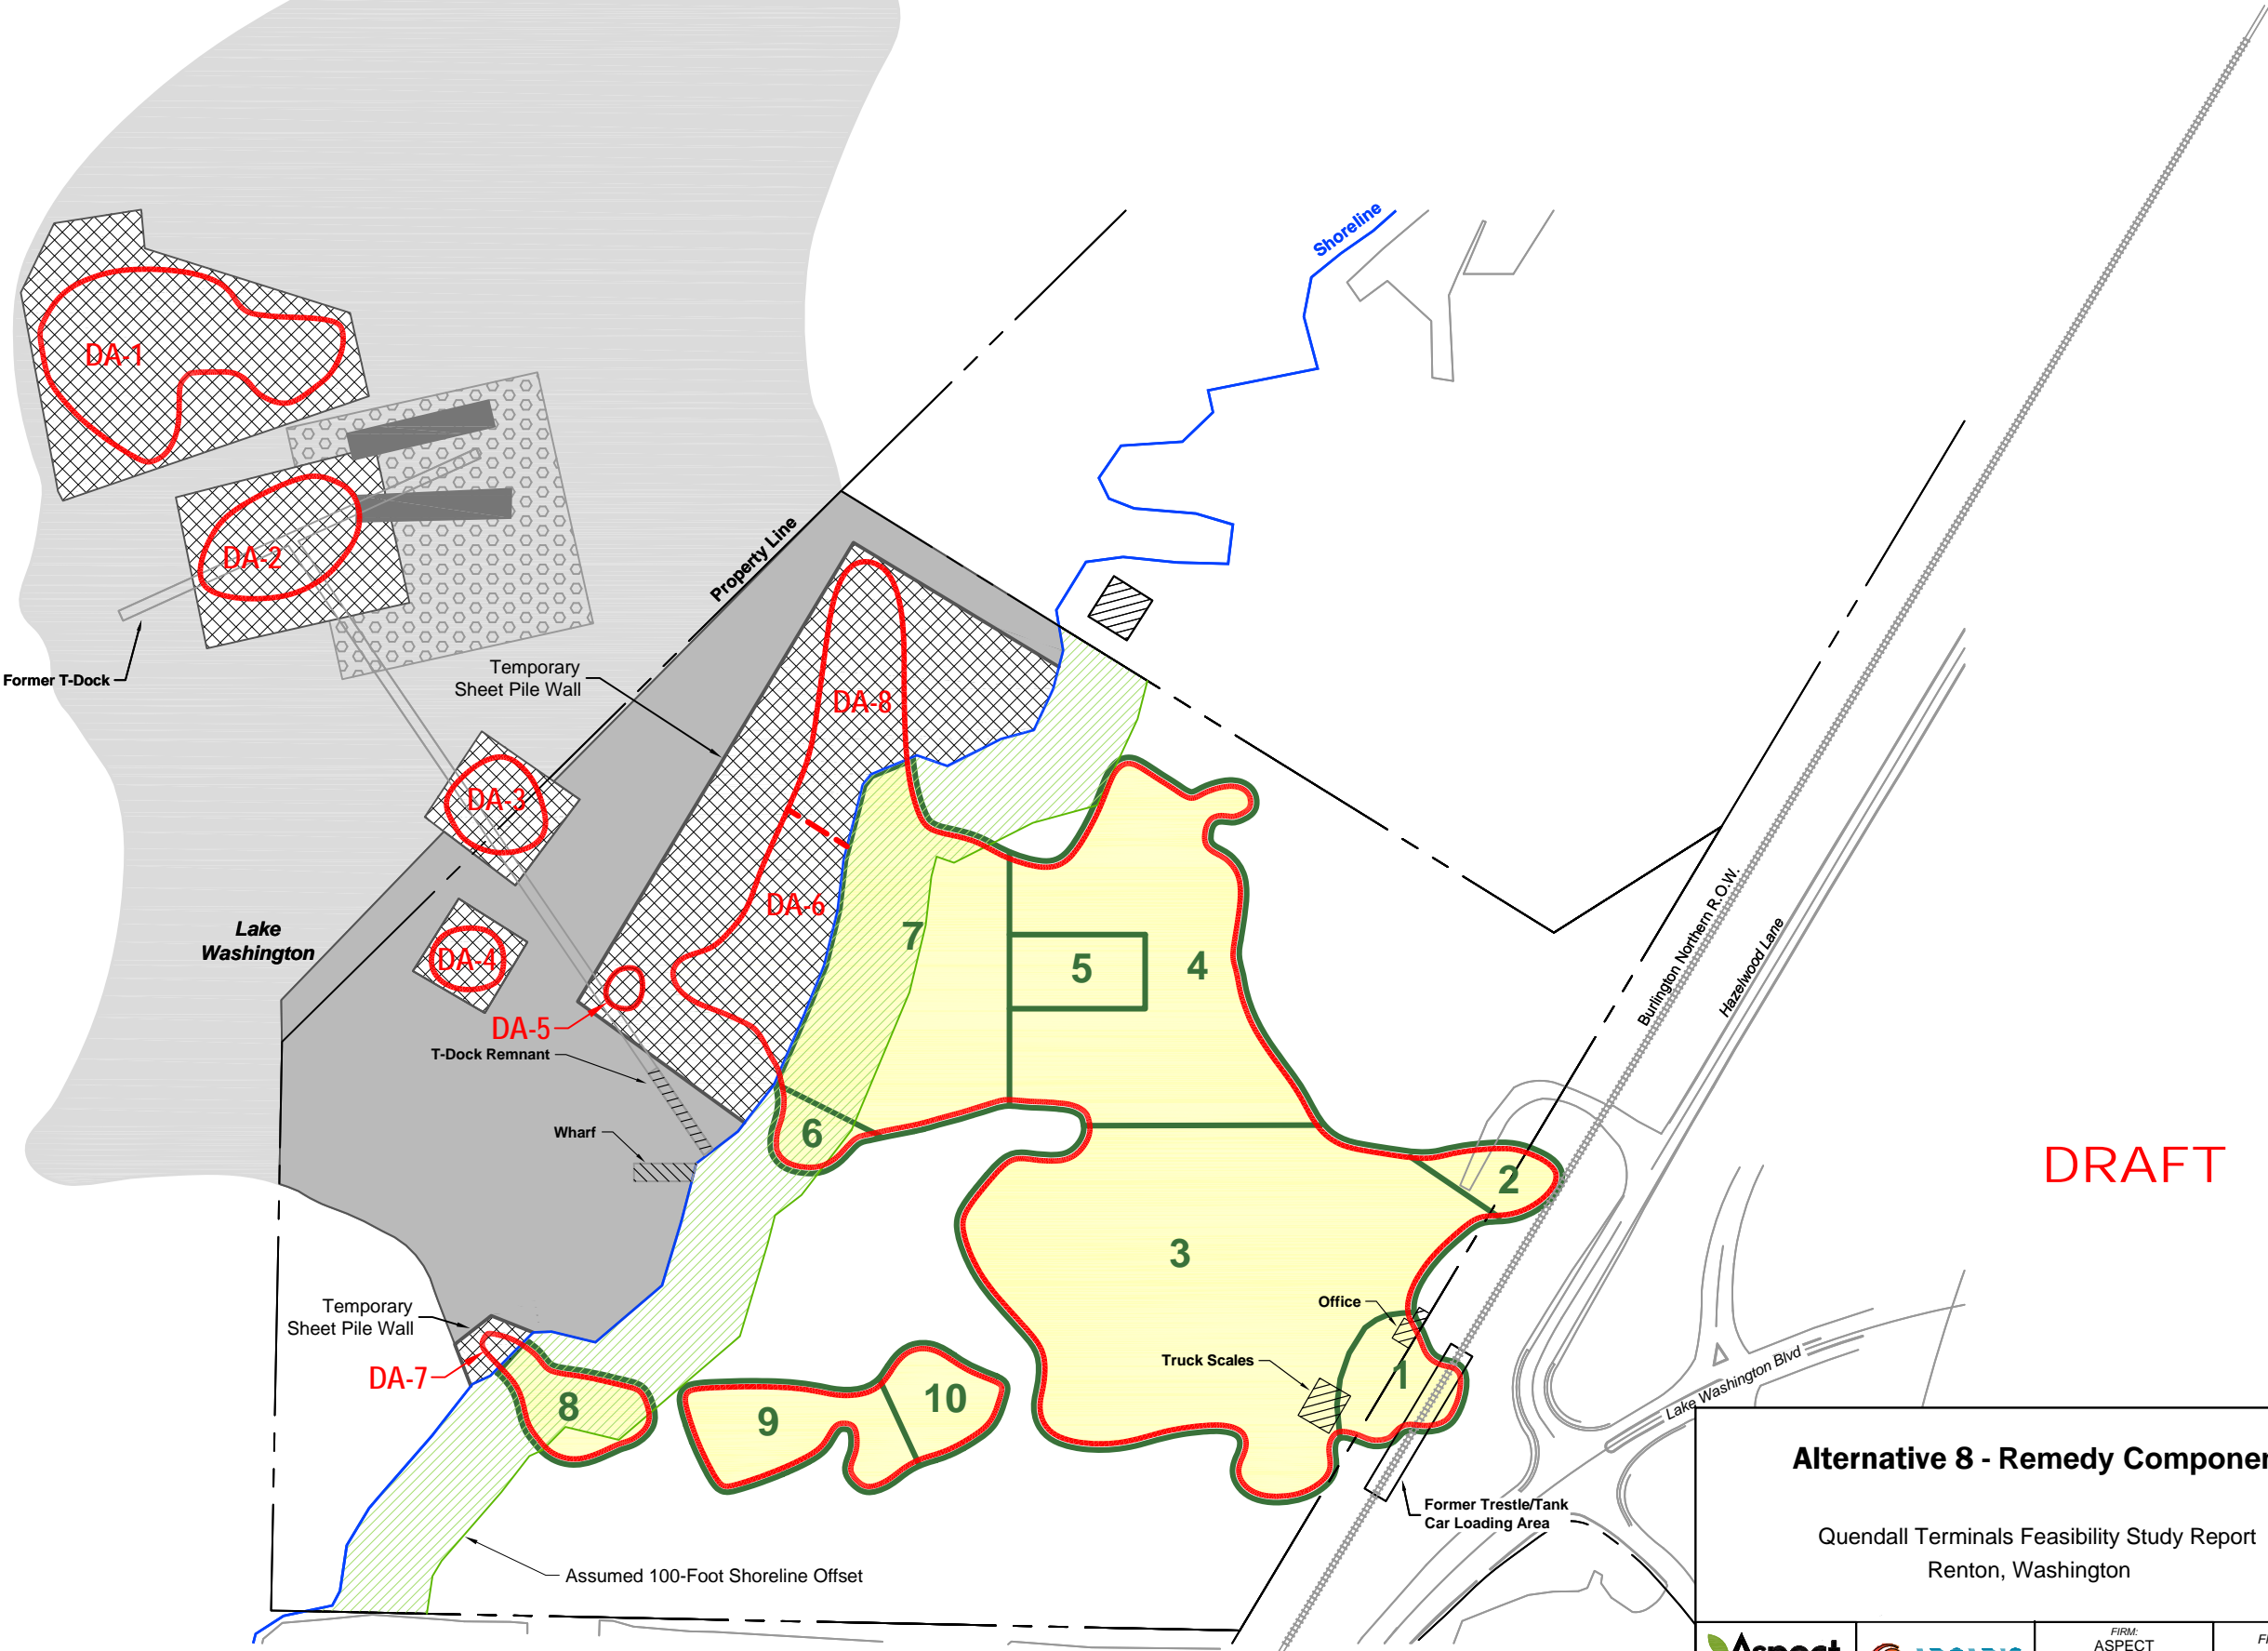 Shoreline
DA-1
DA-2
Property Line
Former T-Dock
Temporary
Sheet Pile Wall
DA-8
DA-3
DA-6
Lake
Washington
DA-4
7
5
4
DA-5
T-Dock Remnant
Wharf
6
Burlington Northern R.O.W.
Hazelwood Lane
DRAFT
2
3
Temporary
Sheet Pile Wall
DA-7
Office
Truck Scales
1
8
9
10
Lake Washington Blvd
Former Trestle/Tank
Car Loading Area
Assumed 100-Foot Shoreline Offset
Alternative 8 - Remedy Componen
Quendall Terminals Feasibility Study Report
Renton, Washington
Aspect
FIRM:
ASPECT